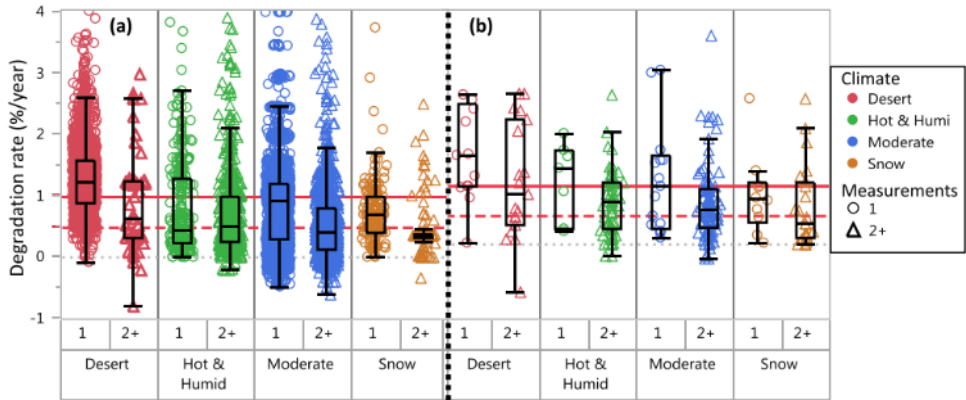 (a)
(b)
Degradation rate (%/year)
4
3
2
1
0
-1
1 2+ 1 2+ 1 2+ 1 2+ 1 2+ 1 2+ 1 2+ 1 2+
Desert Hot & Humid Moderate Snow Desert Hot & Humid Moderate Snow
Climate
Desert
Hot & Humi
Moderate
Snow
Measurements
1
2+